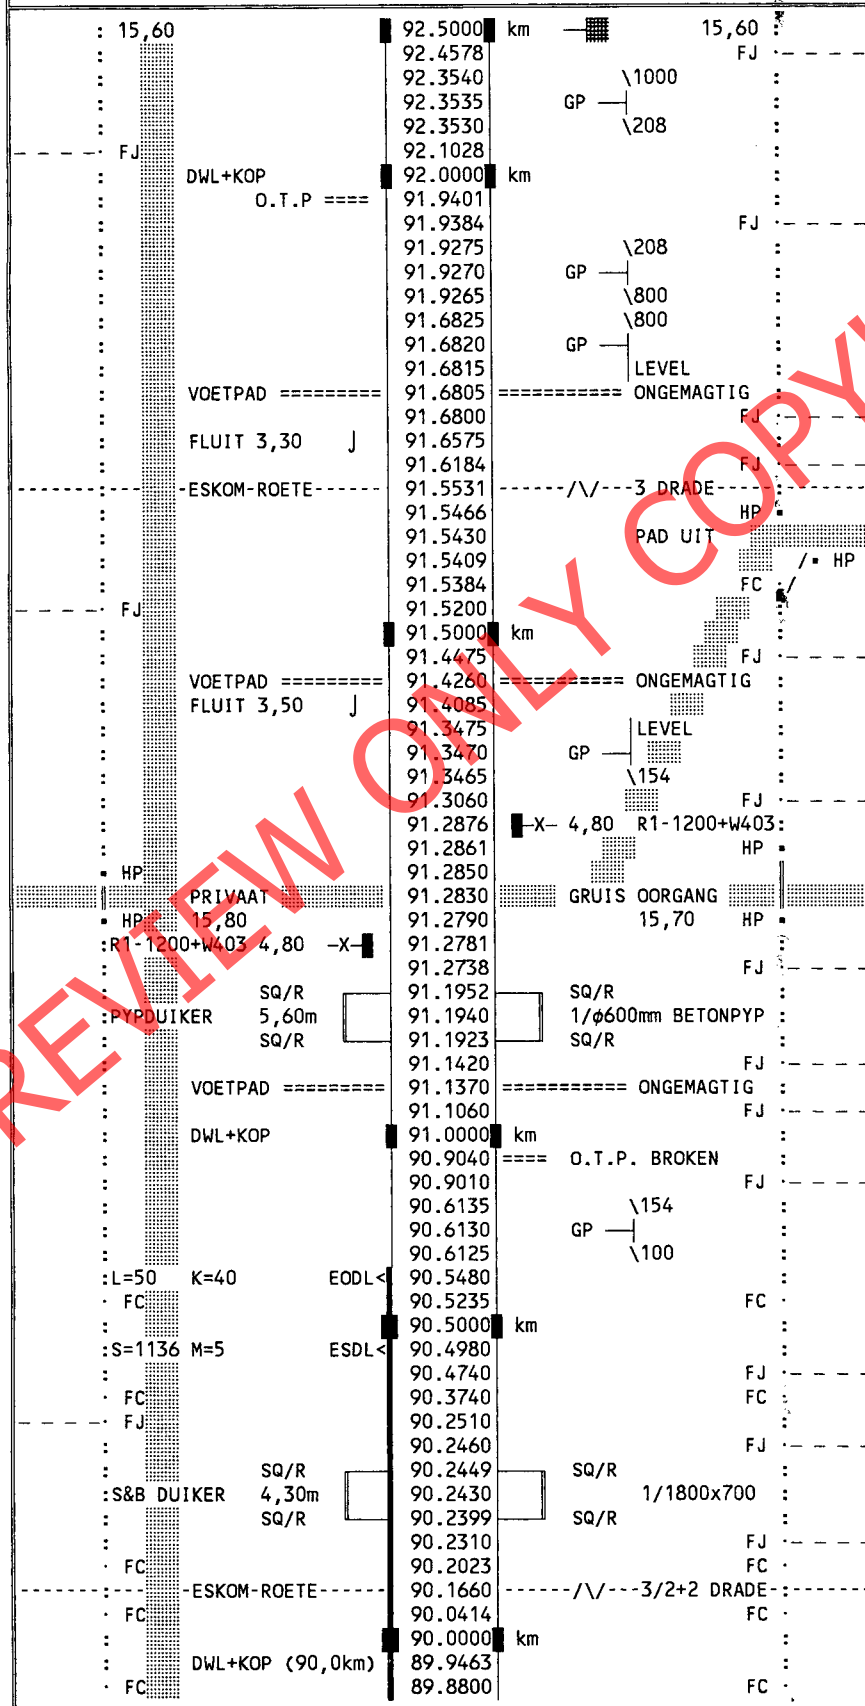 15,60 92.5000 km 15,60
92.4578 FJ
92.3540 \1000
92.3535 GP
92.3530 \208
FJ 92.1028
DWL+KOP 92.0000 km
O.T.P ==== 91.9401
91.9384 FJ
91.9275 \208
91.9270 GP
91.9265 \800
91.6825 \800
91.6820 GP
91.6815 LEVEL
VOETPAD ========= 91.6805 ========== ONGEMAGTIG
91.6800 FJ
FLUIT 3,30 91.6575
91.6184 FJ
ESKOM-ROETE 91.5531 /\/ 3 DRADE
91.5466 HP
91.5430 PAD UIT
91.5409 HP
91.5384 FC
FJ 91.5200
91.5000 km
91.4475 FJ
VOETPAD ========= 91.4260 ========== ONGEMAGTIG
FLUIT 3,50 91.4085
91.3475 LEVEL
91.3470 GP
91.3465 \154
91.3060 FJ
91.2876 -X- 4,80 R1-1200+W403
91.2861 HP
HP 91.2850
PRIVAAT 91.2830 GRUIS OORGANG
HP 15,80 91.2790 15,70 HP
R1-1200+W403 4,80 -X- 91.2781
91.2738 FJ
SQ/R 91.1952 SQ/R
PYPDUIKER 5,60m 91.1940 1/φ600mm BETONPYP
SQ/R 91.1923 SQ/R
91.1420 FJ
VOETPAD ========= 91.1370 =========== ONGEMAGTIG
91.1060 FJ
DWL+KOP 91.0000 km
90.9040 ==== O.T.P. BROKEN
90.9010 FJ
90.6135 \154
90.6130 GP
90.6125 \100
L=50 K=40 EODL< 90.5480
FC 90.5235 FC
90.5000 km
S=1136 M=5 ESDL< 90.4980
90.4740 FJ
FC 90.3740 FC
FJ 90.2510
90.2460 FJ
SQ/R 90.2449 SQ/R
S&B DUIKER 4,30m 90.2430 1/1800x700
SQ/R 90.2399 SQ/R
90.2310 FJ
FC 90.2023 FC
ESKOM-ROETE 90.1660 /\/ 3/2+2 DRADE
FC 90.0414 FC
90.0000 km
DWL+KOP (90,0km) 89.9463
FC 89.8800 FC
REVIEW ONLY COPY